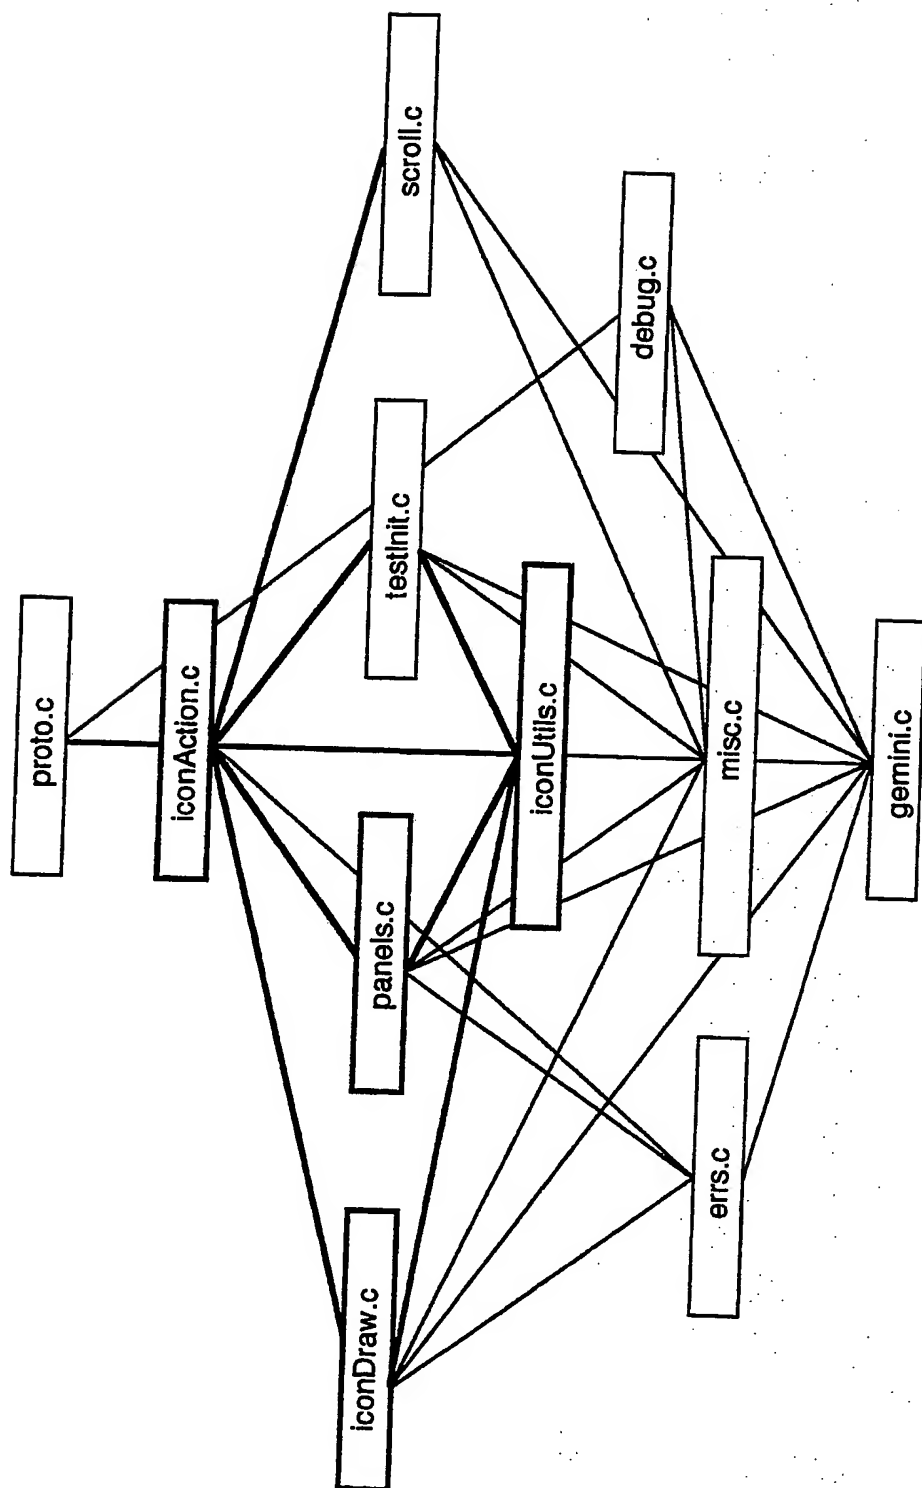 proto.c
iconAction.c
iconDraw.c
panels.c
testInit.c
scroll.c
iconUtils.c
debug.c
errs.c
misc.c
gemini.c